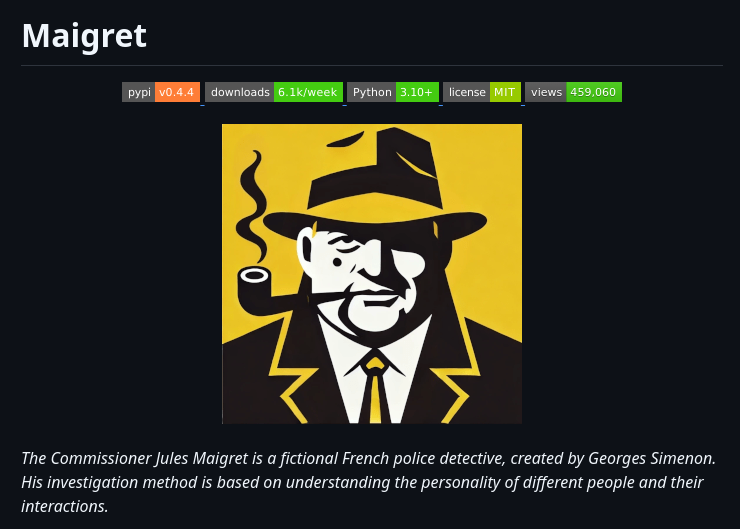 Maigret
pypi v0.4.4 downloads 6.1k/week Python 3.10+ license MIT views 459,060
The Commissioner Jules Maigret is a fictional French police detective, created by Georges Simenon.
His investigation method is based on understanding the personality of different people and their
interactions.